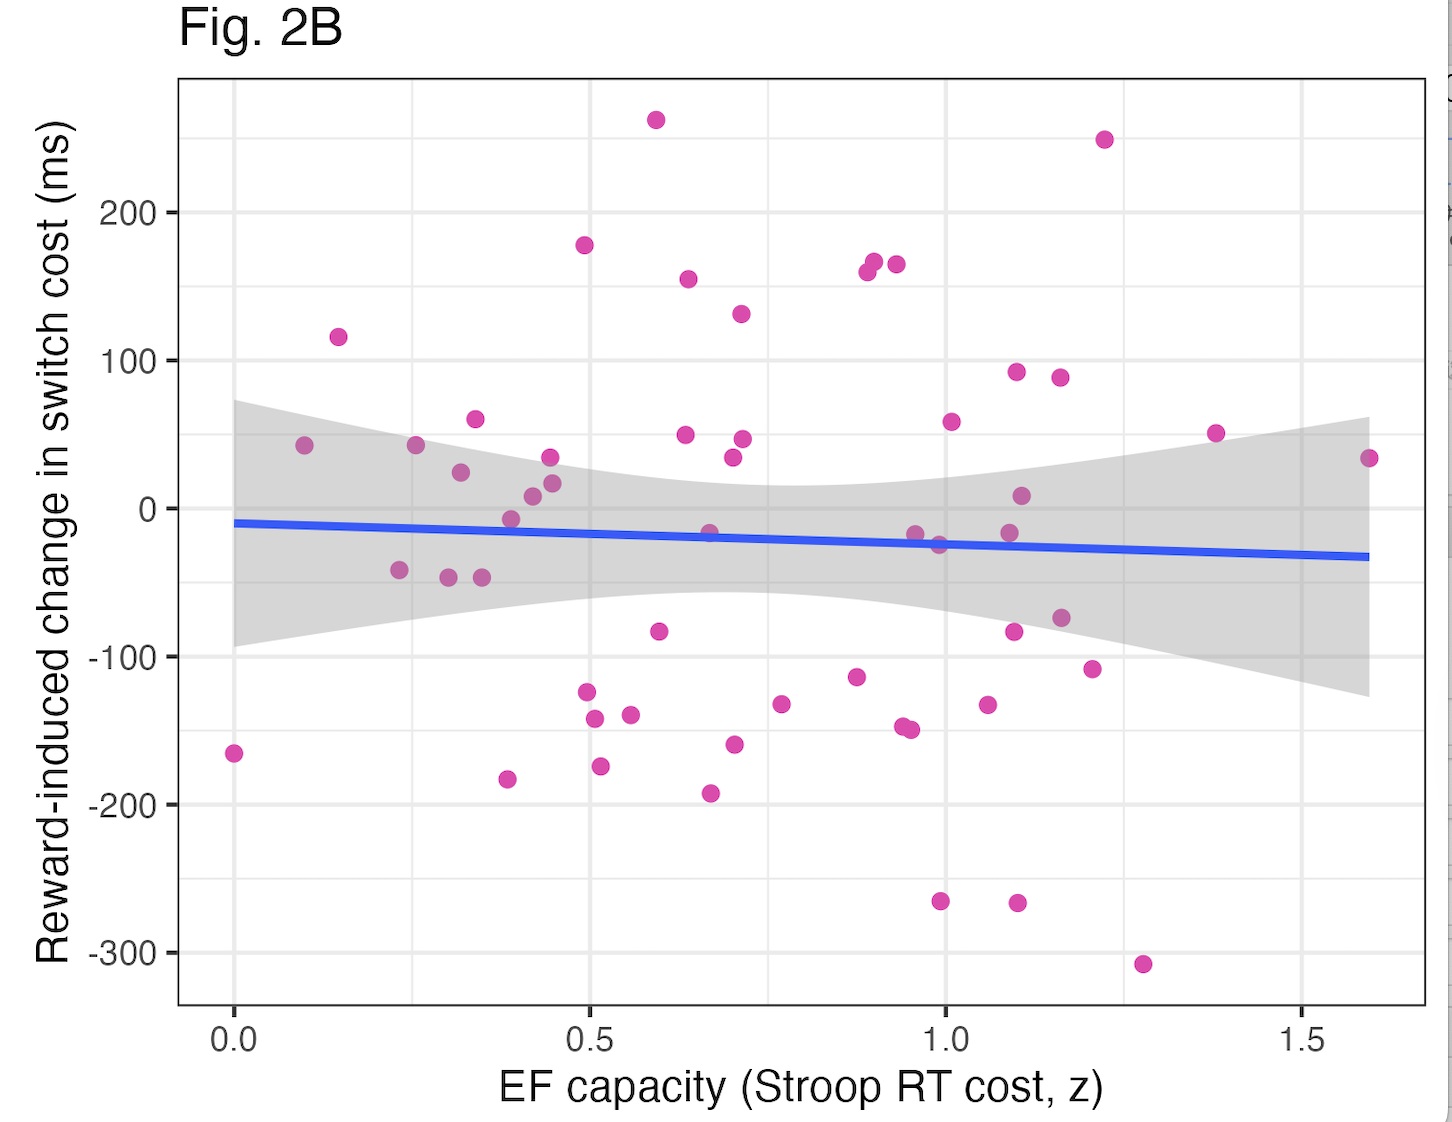 Fig. 2B
Reward-induced change in switch cost (ms)
200
100
0
-100
-200
-300
0.0 0.5 1.0 1.5
EF capacity (Stroop RT cost, z)